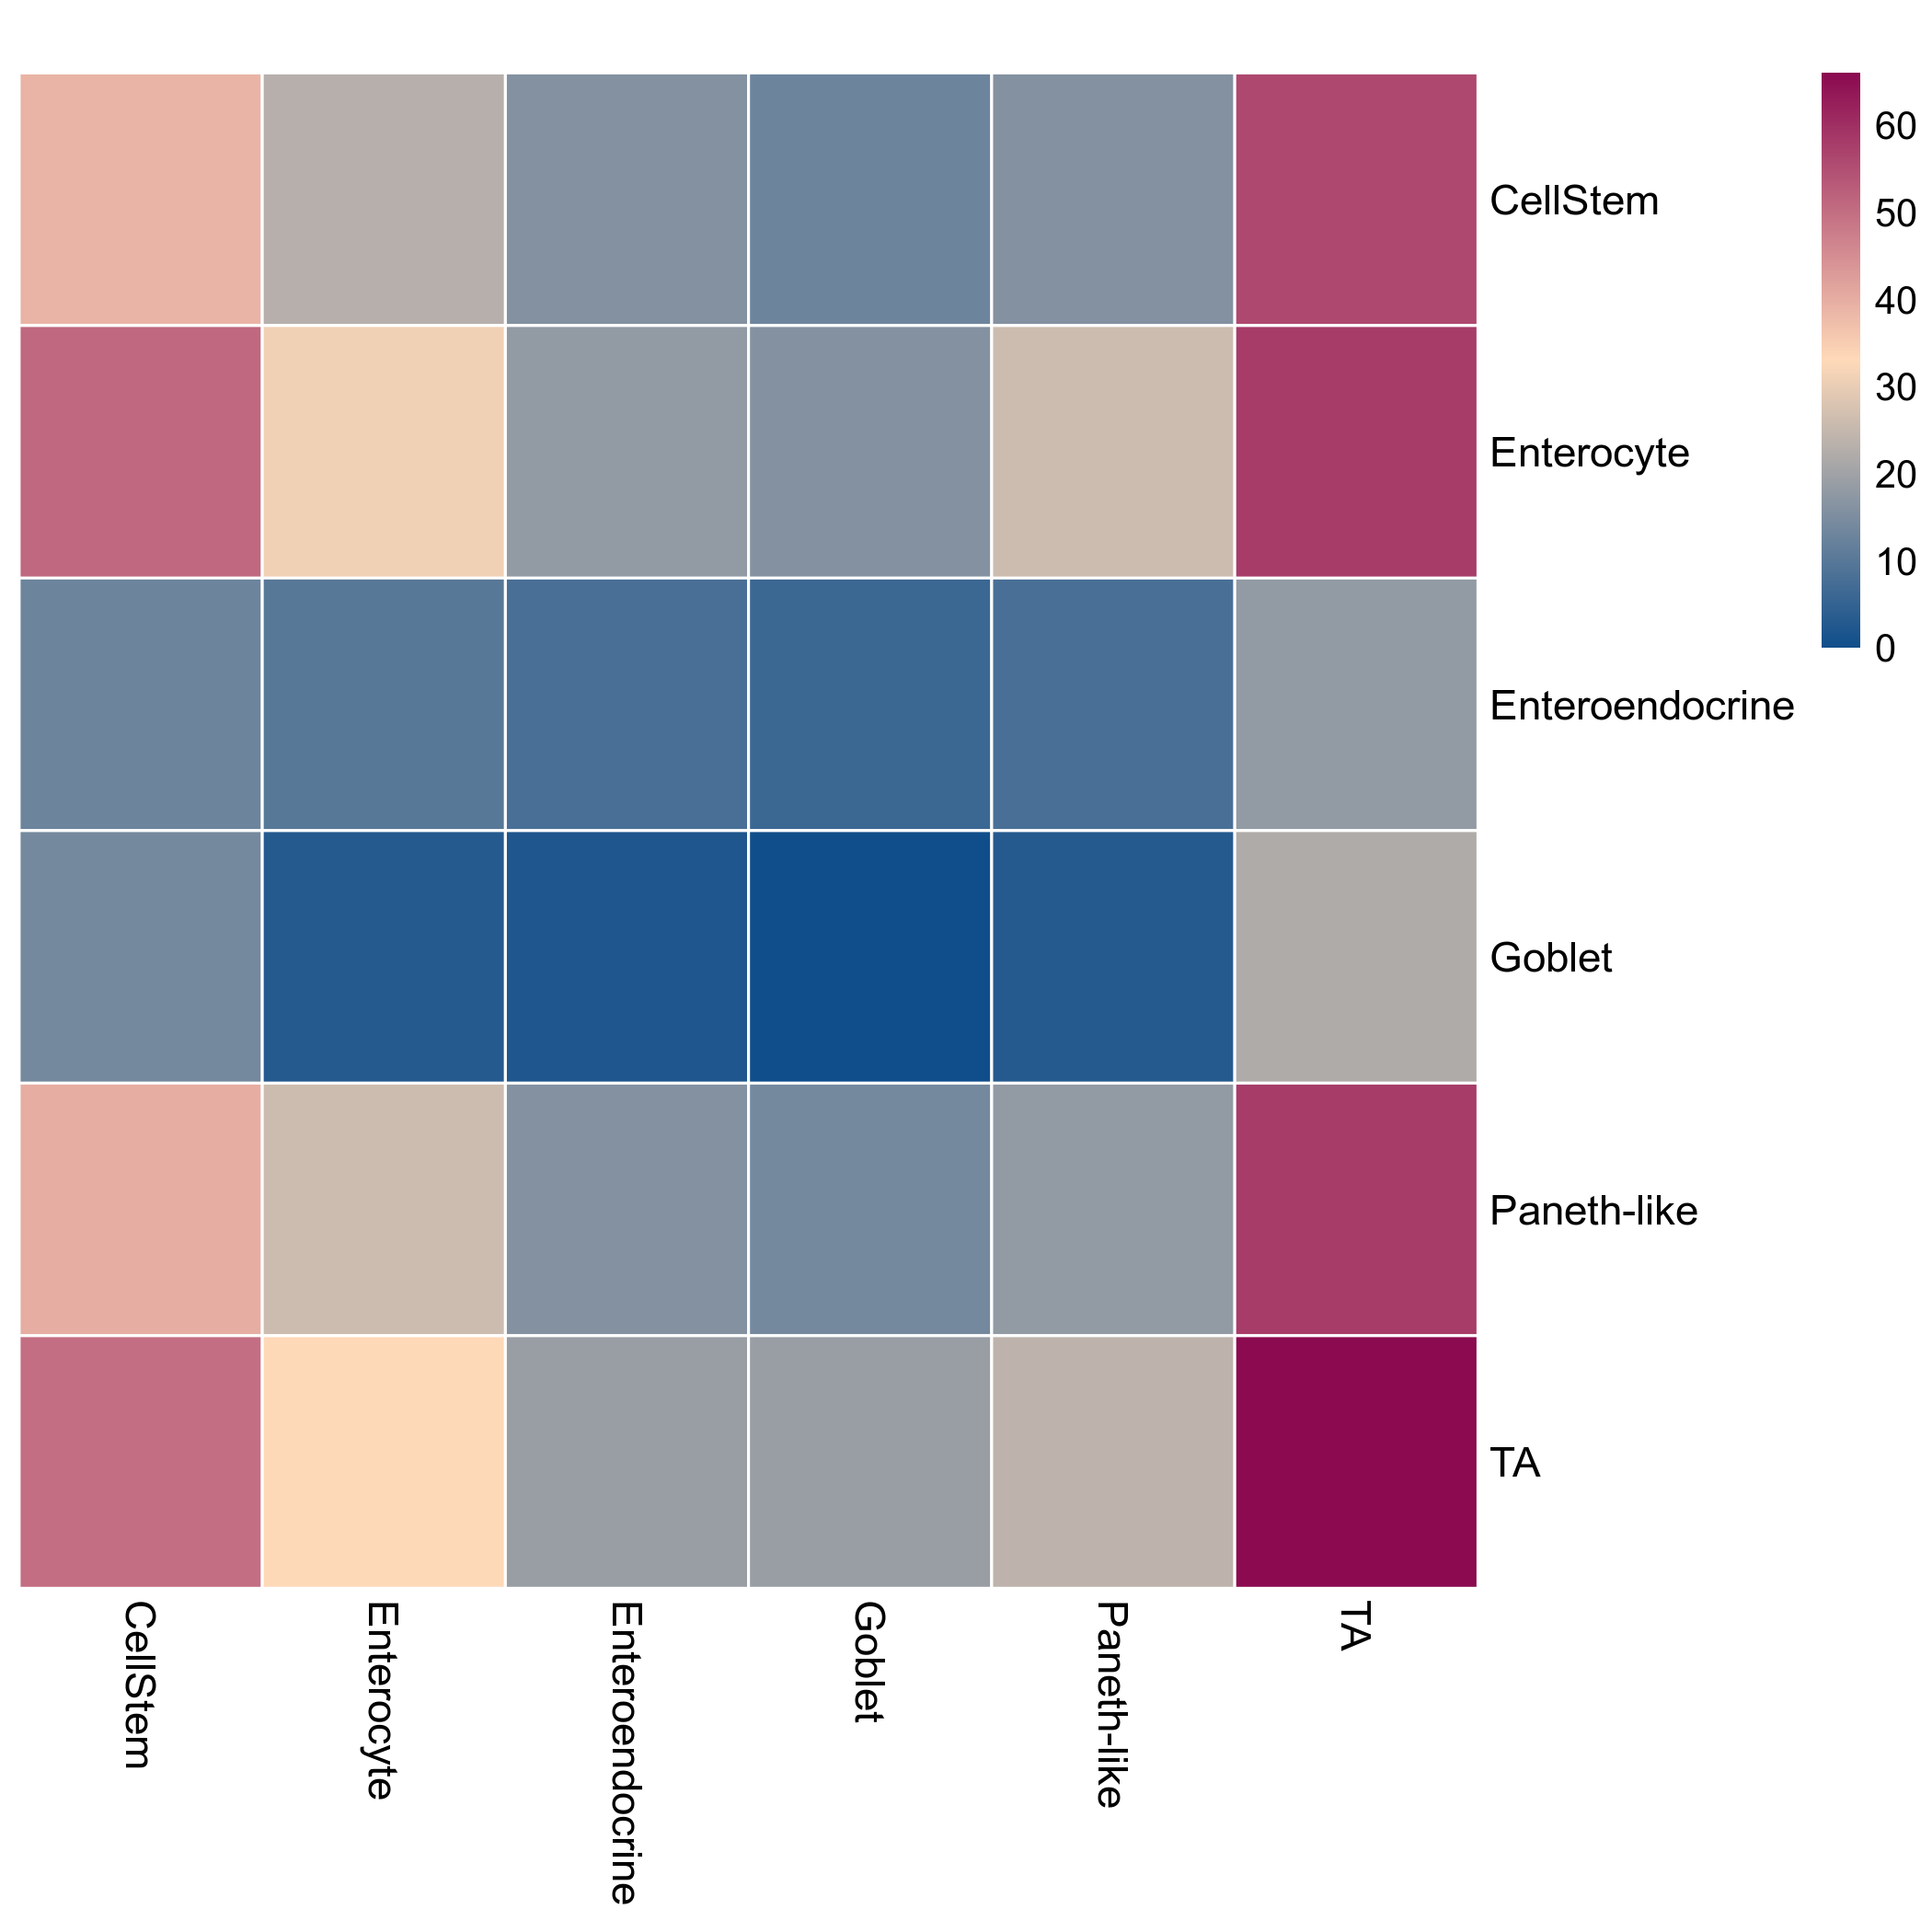 60
50
40
30
20
10
0
CellStem
Enterocyte
Enteroendocrine
Goblet
Paneth-like
TA
CellStem
Enterocyte
Enteroendocrine
Goblet
Paneth-like
TA